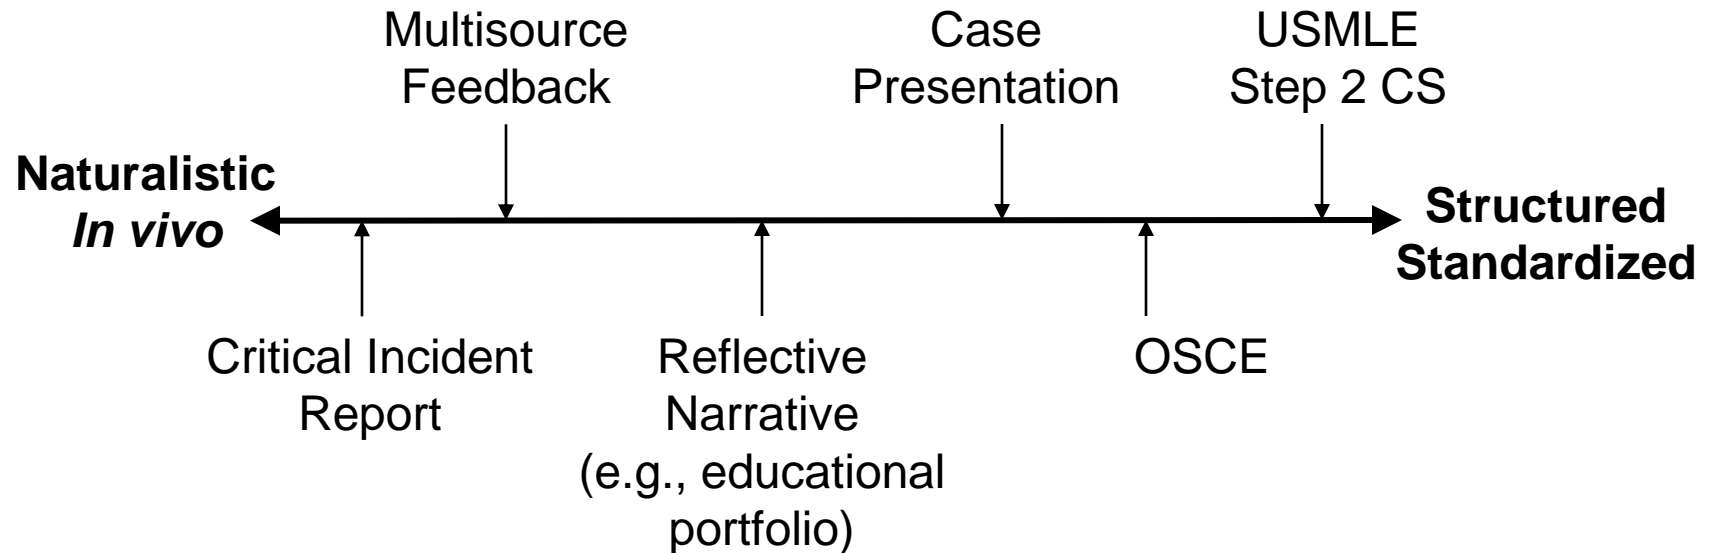 Multisource
Feedback
Case
Presentation
USMLE
Step 2 CS
Naturalistic
In vivo
Structured
Standardized
Critical Incident
Report
Reflective
Narrative
(e.g., educational
portfolio)
OSCE